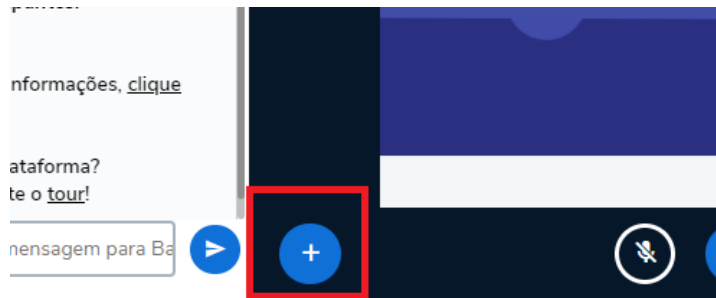 nformações, clique
ataforma?
te o tour!
mensagem para Ba